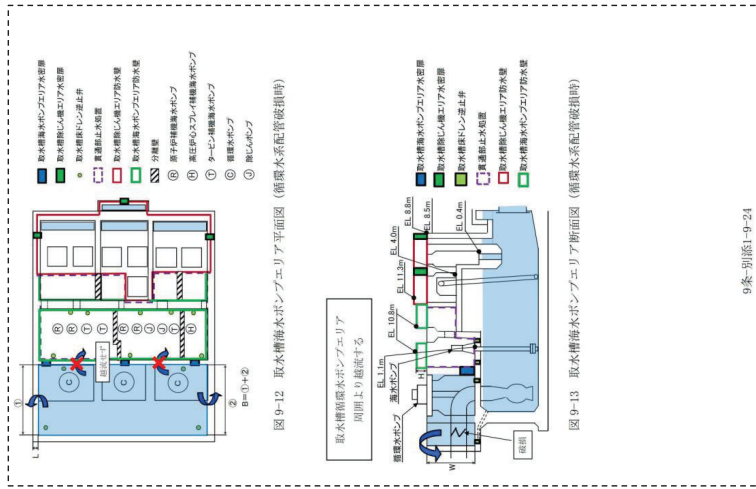 取水槽海水ポンプエリア水密扉
取水槽除じん機エリア水密扉
取水槽床ドレン逆止弁
貫通部止水処置
取水槽除じん機エリア防水壁
取水槽海水ポンプエリア防水壁
分離壁
Ⓡ 原子炉補機海水ポンプ
Ⓗ 高圧炉心スプレイ補機海水ポンプ
Ⓣ タービン補機海水ポンプ
Ⓒ 循環水ポンプ
Ⓙ 除じんポンプ
Ⓡ Ⓡ Ⓣ Ⓣ Ⓡ Ⓡ Ⓙ Ⓙ Ⓣ Ⓗ
越流せず
Ⓒ Ⓒ Ⓒ
L
①
②
B=①+②
図 9-12 取水槽海水ポンプエリア平面図(循環水系配管破損時)
取水槽循環水ポンプエリア
周囲より越流する
取水槽海水ポンプエリア水密扉
取水槽除じん機エリア水密扉
取水槽床ドレン逆止弁
貫通部止水処置
取水槽除じん機エリア防水壁
取水槽海水ポンプエリア防水壁
EL 8.8m
EL 8.5m
EL 0.4m
EL 4.0m
EL 11.3m
EL 10.8m
EL 1.1m
海水ポンプ
循環水ポンプ
H
W
破損
図 9-13 取水槽海水ポンプエリア断面図(循環水系配管破損時)
9条-別添1-9-24